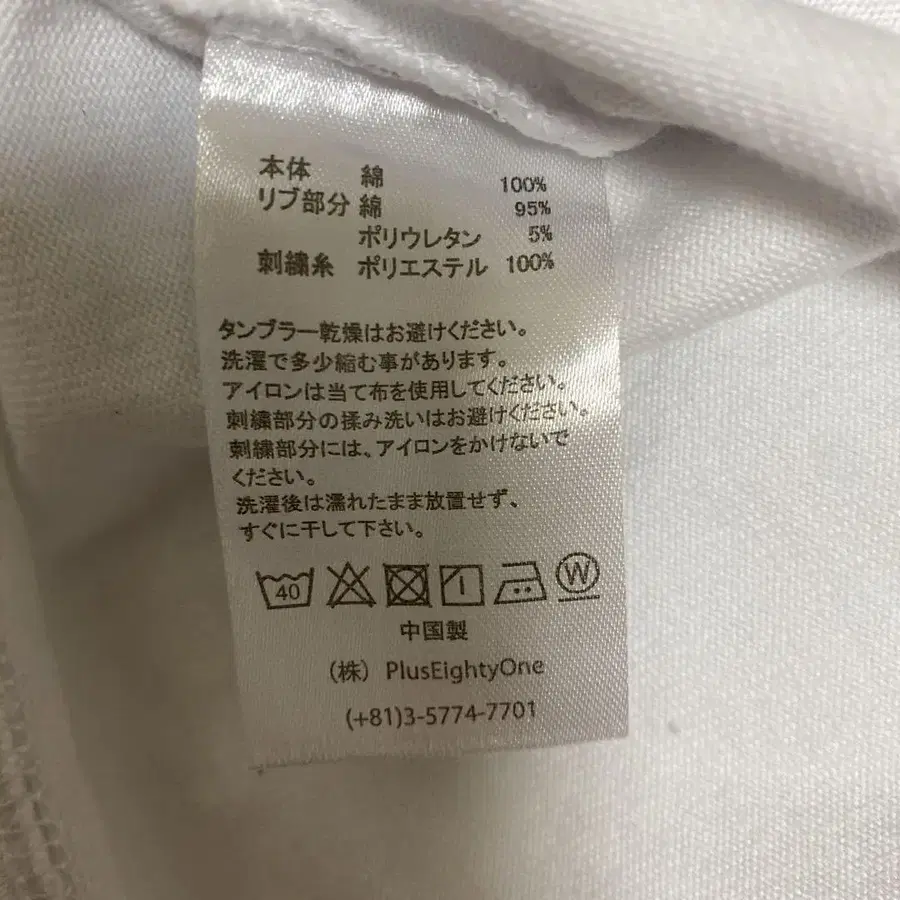 本体 綿 100%
リブ部分 綿 95%
ポリウレタン 5%
刺繍糸 ポリエステル 100%
タンブラー乾燥はお避けください。
洗濯で多少縮む事があります。
アイロンは当て布を使用してください。
刺繍部分の揉み洗いはお避けください。
刺繍部分には、アイロンをかけないで
ください。
洗濯後は濡れたまま放置せず、
すぐに干して下さい。
40 W
中国製
（株）PlusEightyOne
(+81)3-5774-7701